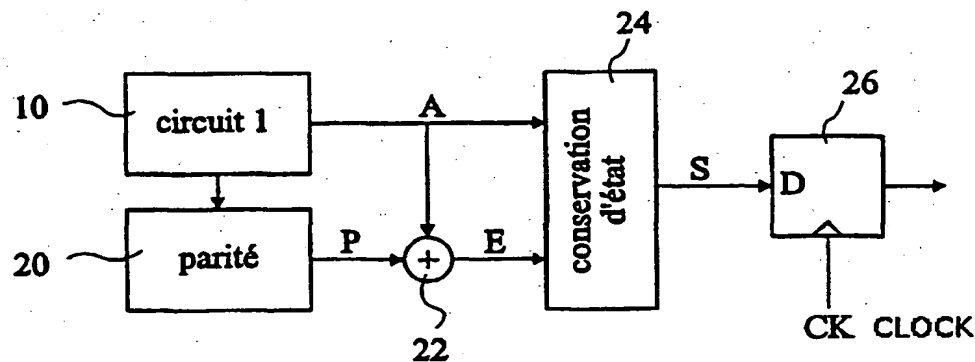 24
26
10
circuit 1
A
conservation
d'état
S
D
20
parité
P
+
E
22
CK CLOCK